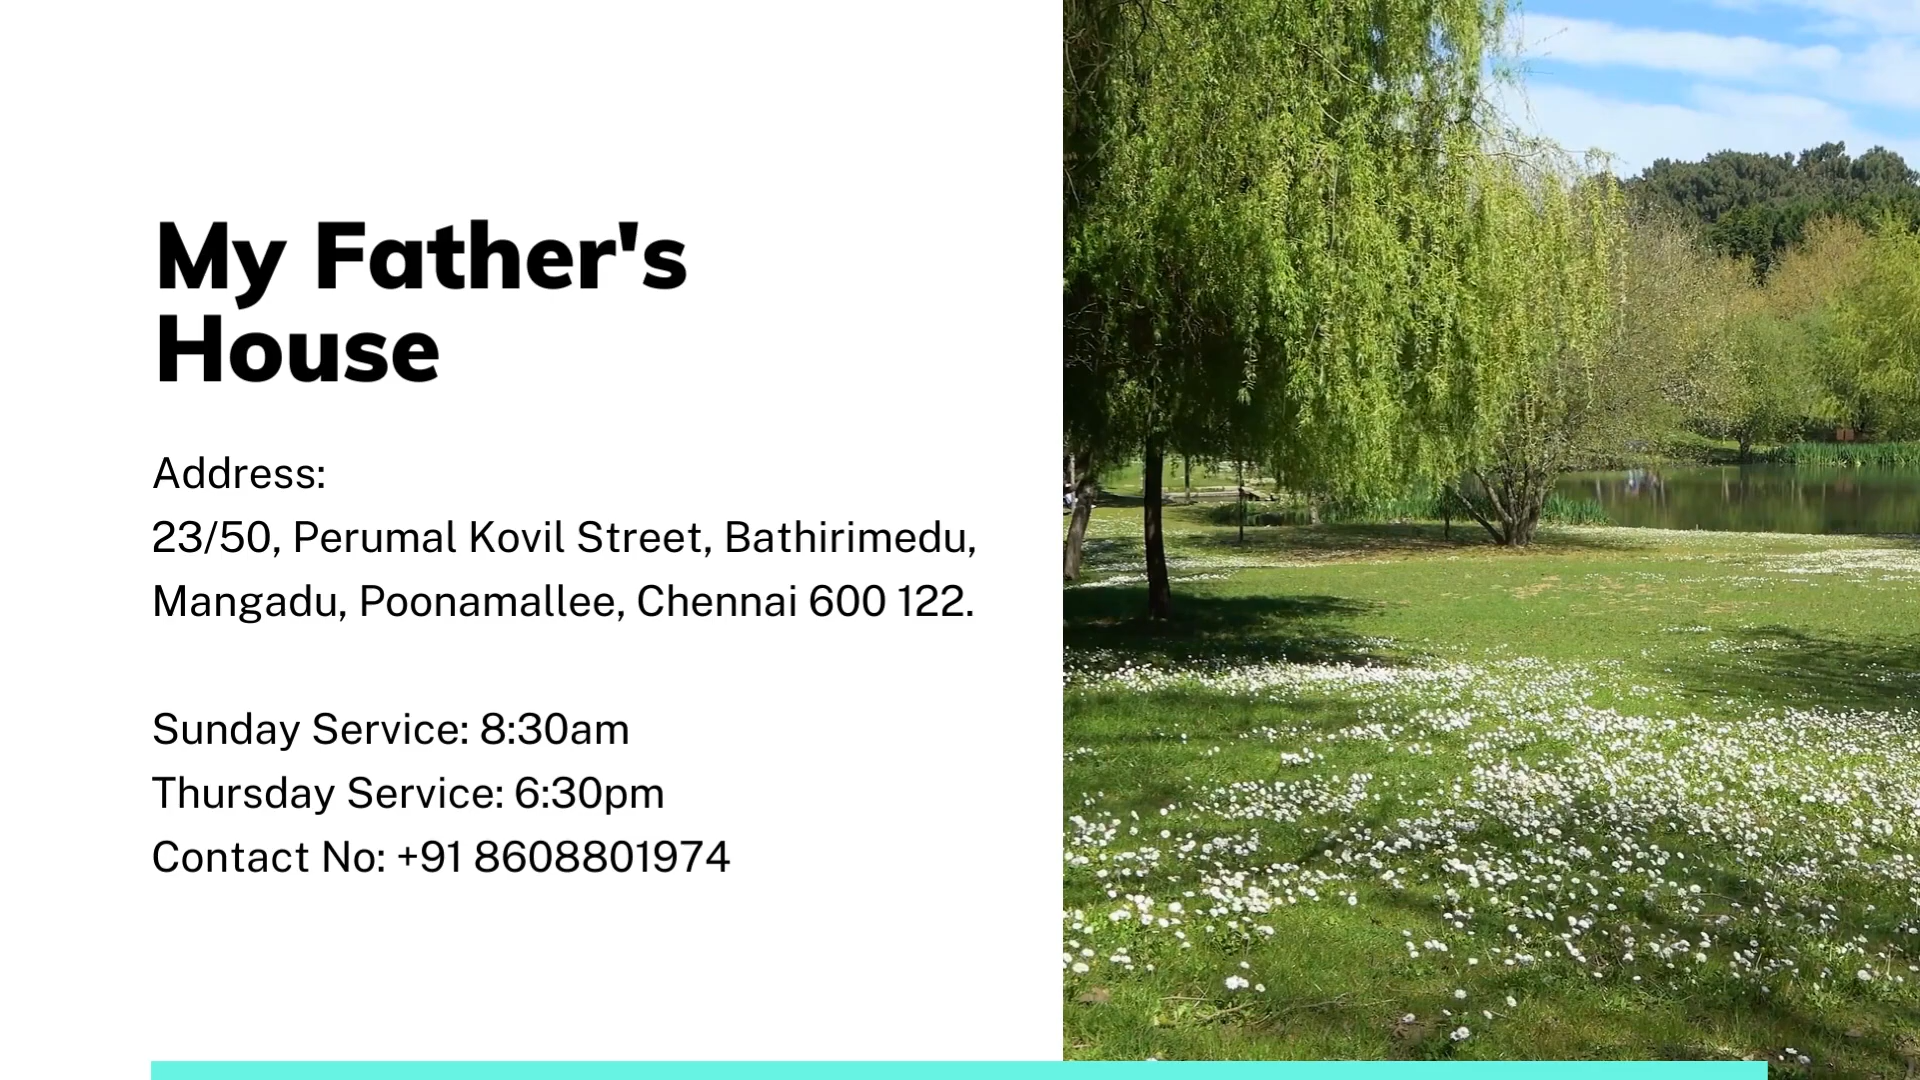 My Father's
House
Address:
23/50, Perumal Kovil Street, Bathirimedu,
Mangadu, Poonamallee, Chennai 600 122.
Sunday Service: 8:30am
Thursday Service: 6:30pm
Contact No: +91 8608801974